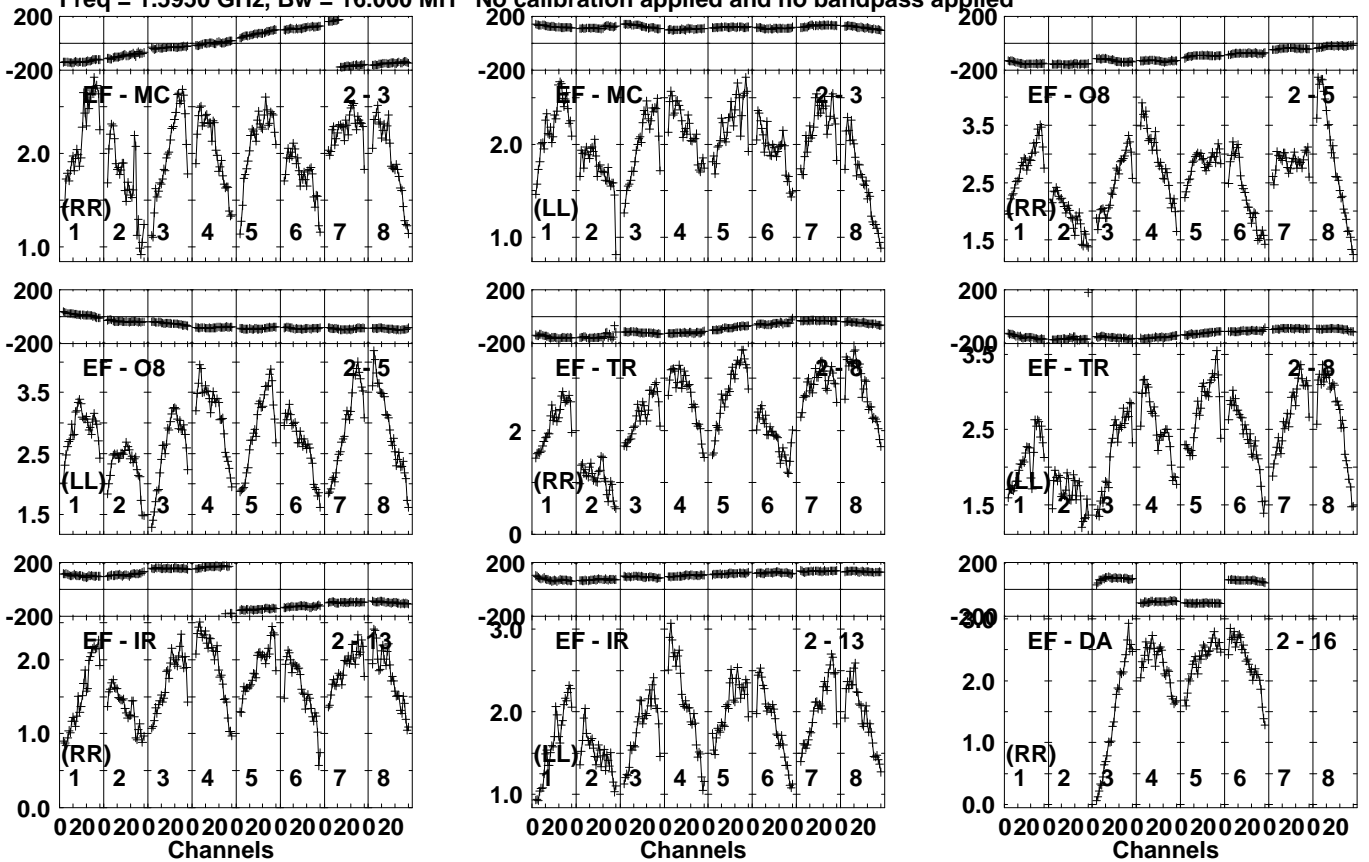 Freq = 1.5950 GHz, Bw = 16.000 MH No calibration applied and no bandpass applied
200 200 200
-200 -200 -200
EF - MC 2 - 3 EF - MC 2 - 3 EF - O8 2 - 5
2.0 2.0 3.5
2.5
(RR) (LL) (RR)
1 2 3 4 5 6 7 8 1 2 3 4 5 6 7 8 1 2 3 4 5 6 7 8
1.0 1.0 1.5
200 200 200
-200 -200 -200
3.5
EF - O8 2 - 5 EF - TR 2 - 8 EF - TR 2 - 8
3.5 2 2.5
2.5
(LL) (RR) (LL)
1 2 3 4 5 6 7 8 1 2 3 4 5 6 7 8 1 2 3 4 5 6 7 8
1.5 0 1.5
200 200 200
-200 -200 -200
3.0 3.0
EF - IR 2 - 13 EF - IR 2 - 13 EF - DA 2 - 16
2.0 2.0 2.0
1.0 1.0
(RR) (LL) (RR)
1 2 3 4 5 6 7 8 1 2 3 4 5 6 7 8 1 2 3 4 5 6 7 8
0.0 1.0 0.0
0 20 0 20 0 20 0 20 0 20 0 20 0 20 0 20 0 20 0 20 0 20 0 20 0 20 0 20 0 20 0 20 0 20 0 20 0 20 0 20 0 20 0 20 0 20 0 20
Channels Channels Channels